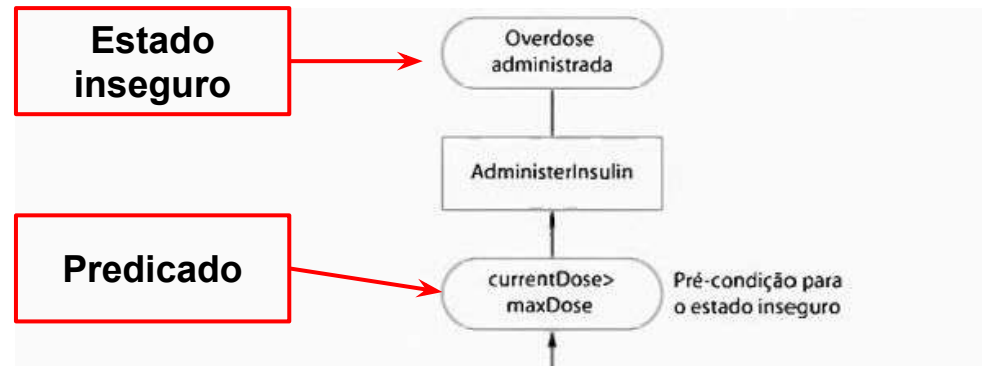 Estado
inseguro
Overdose
administrada
AdministerInsulin
Predicado
currentDose>
maxDose
Pré-condição para
o estado inseguro